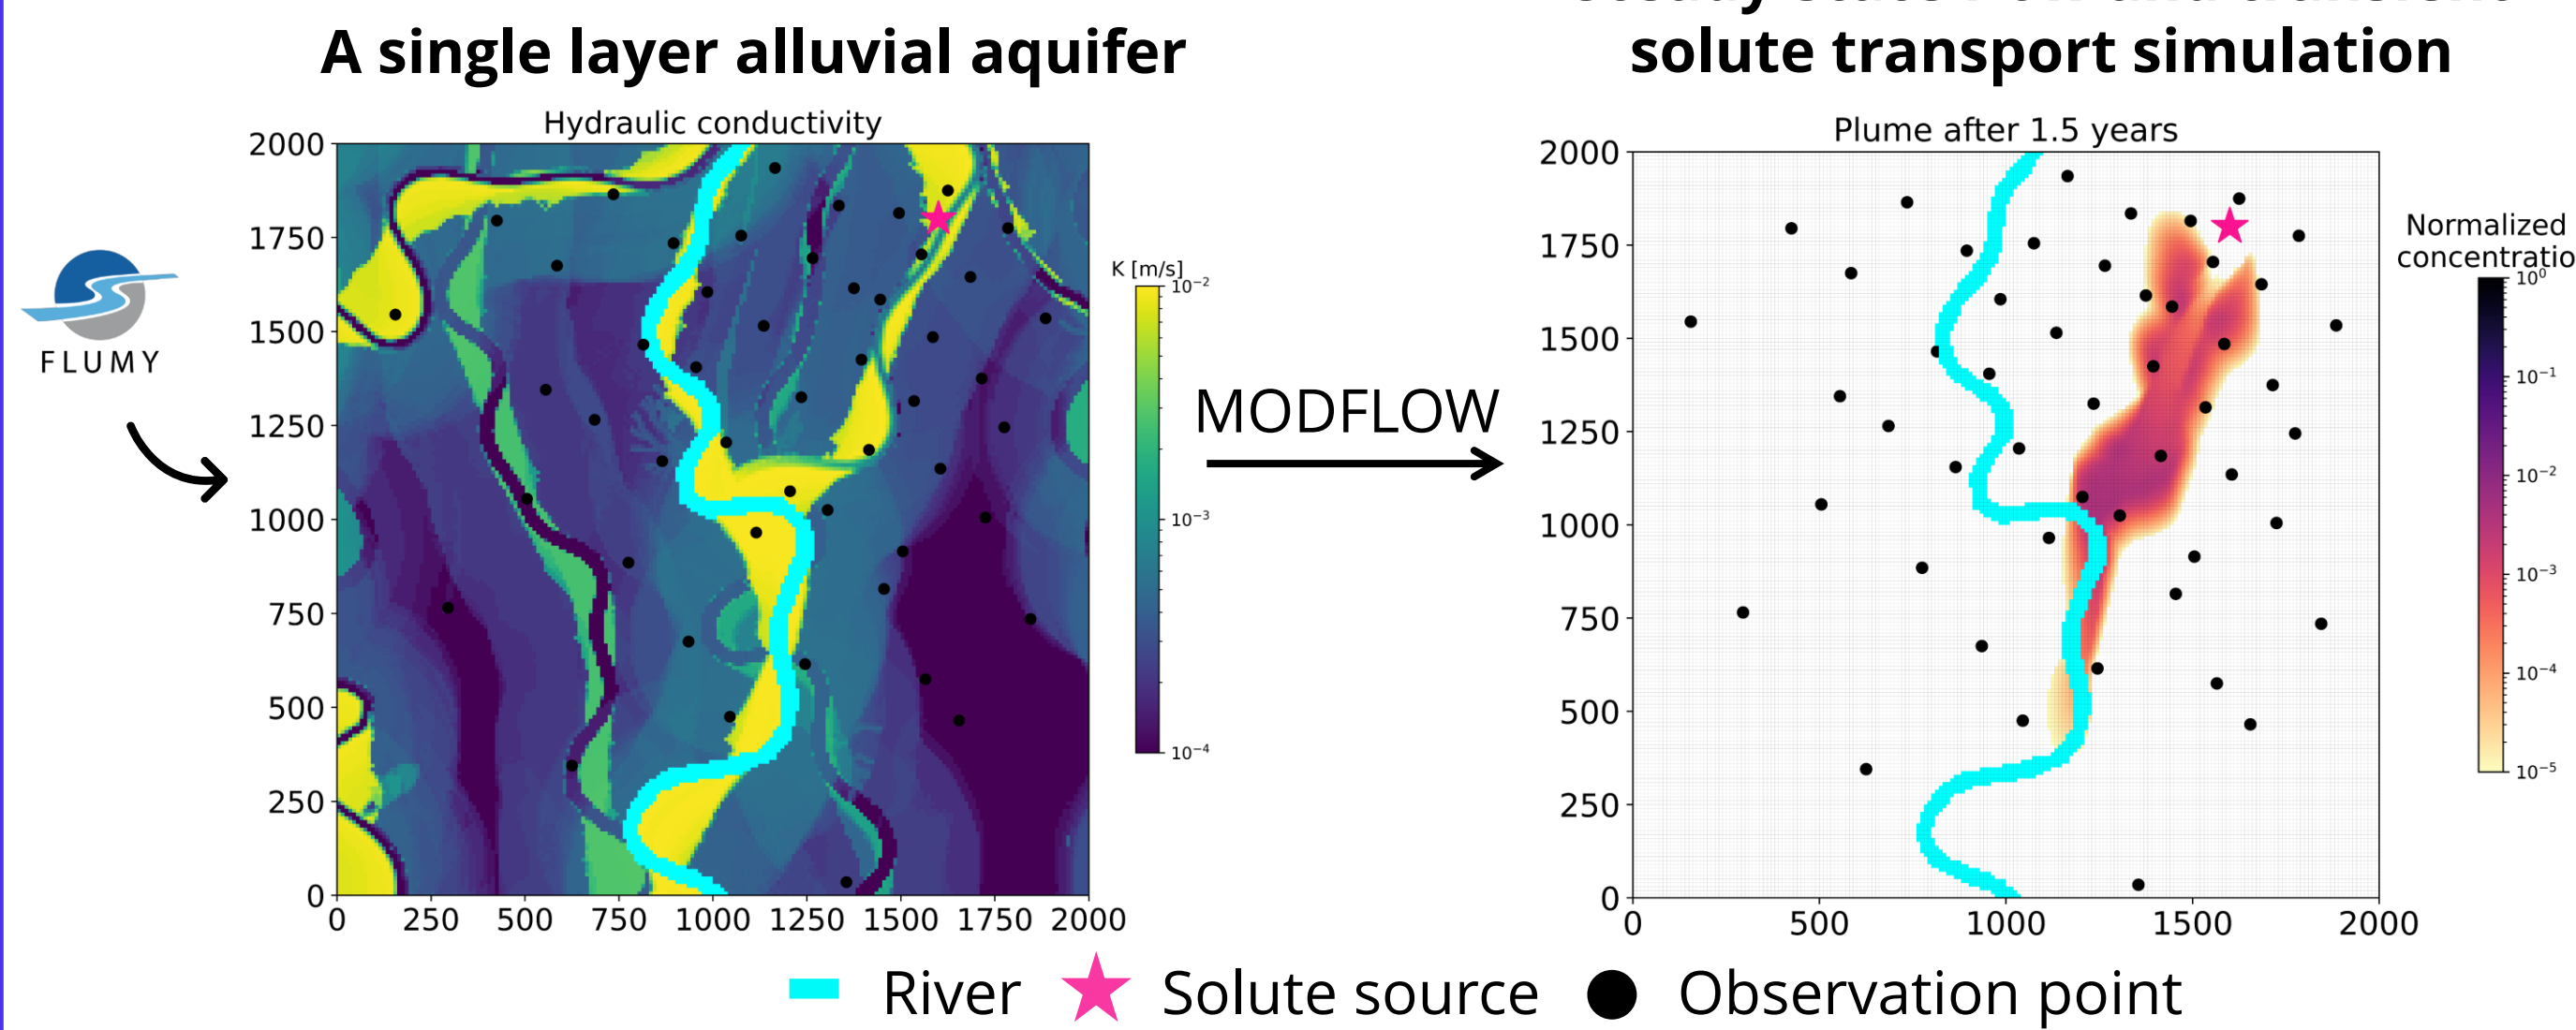 A single layer alluvial aquifer
solute transport simulation
Hydraulic conductivity
Plume after 1.5 years
2000
1750
1500
1250
1000
750
500
250
0
0 250 500 750 1000 1250 1500 1750 2000
K [m/s]
10⁻²
10⁻³
10⁻⁴
FLUMY
MODFLOW
2000
1750
1500
1250
1000
750
500
250
0
0 500 1000 1500 2000
Normalized
concentratio
10⁰
10⁻¹
10⁻²
10⁻³
10⁻⁴
10⁻⁵
River Solute source Observation point